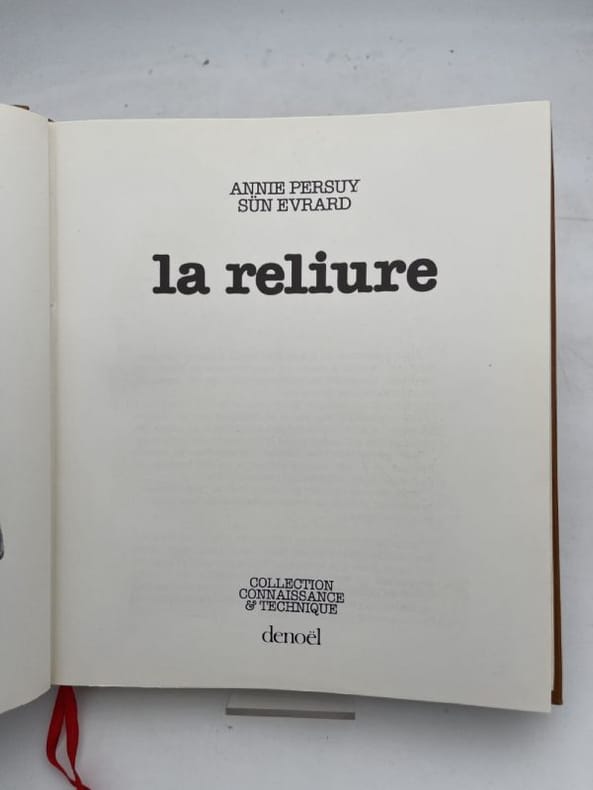 ANNIE PERSUY
SÜN EVRARD
la reliure
COLLECTION
CONNAISSANCE
& TECHNIQUE
denoël